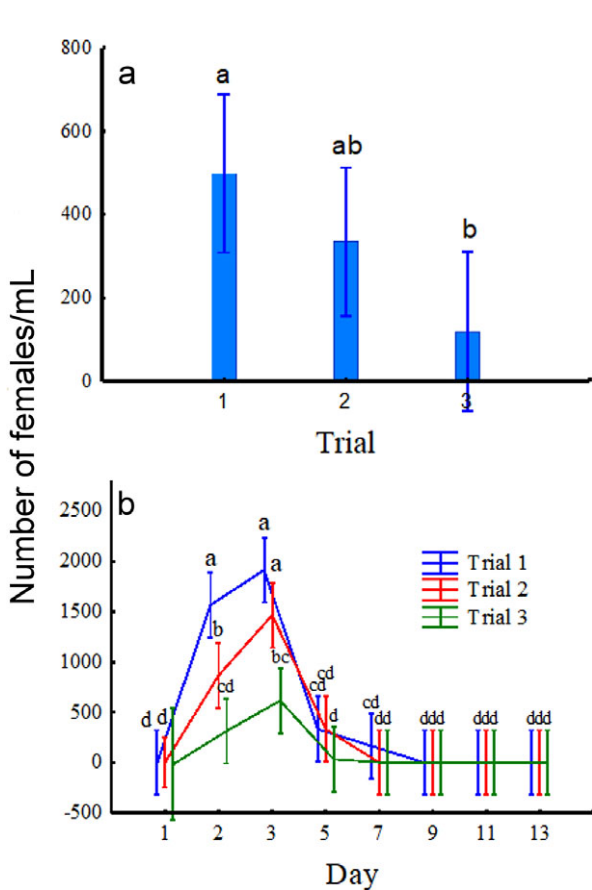 Number of females/mL
a
800
600
400
200
0
a
ab
b
1 2 3
Trial
b
2500
2000
1500
1000
500
0
-500
a
a
a
b
cd
bc
d d
cd cd
d
cd
dd
ddd
ddd
ddd
Trial 1
Trial 2
Trial 3
1 2 3 5 7 9 11 13
Day